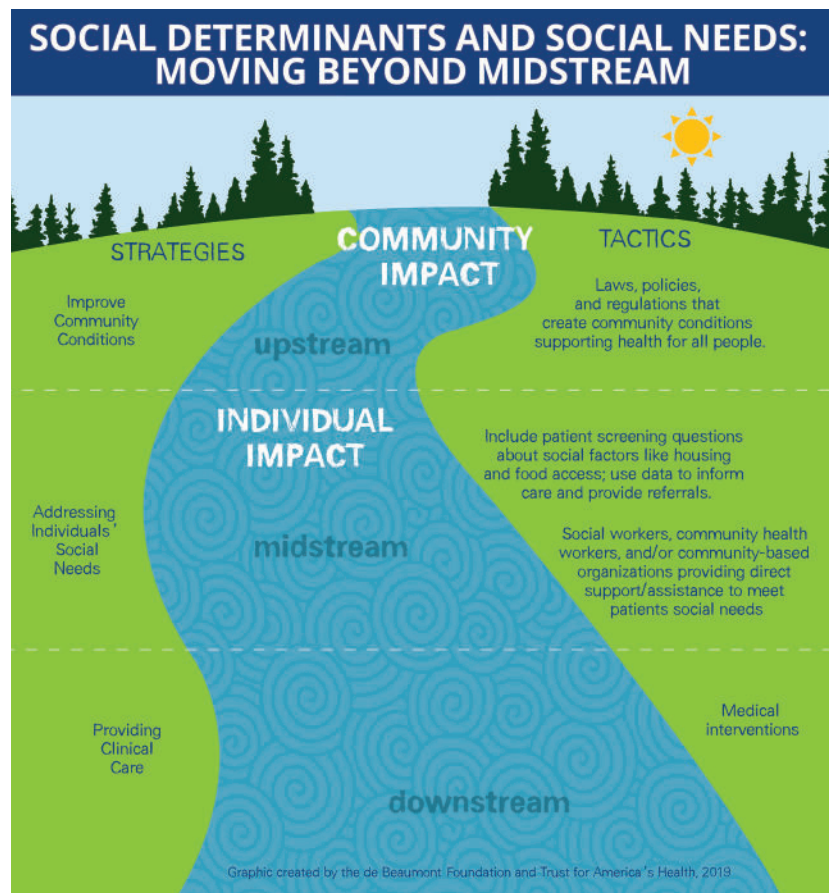 SOCIAL DETERMINANTS AND SOCIAL NEEDS:
MOVING BEYOND MIDSTREAM
STRATEGIES
COMMUNITY
IMPACT
TACTICS
Improve
Community
Conditions
upstream
Laws, policies,
and regulations that
create community conditions
supporting health for all people.
INDIVIDUAL
IMPACT
Addressing
Individuals'
Social
Needs
midstream
Include patient screening questions
about social factors like housing
and food access; use data to inform
care and provide referrals.
Social workers, community health
workers, and/or community-based
organizations providing direct
support/assistance to meet
patients social needs
Providing
Clinical
Care
downstream
Medical
interventions
Graphic created by the de Beaumont Foundation and Trust for America's Health, 2019